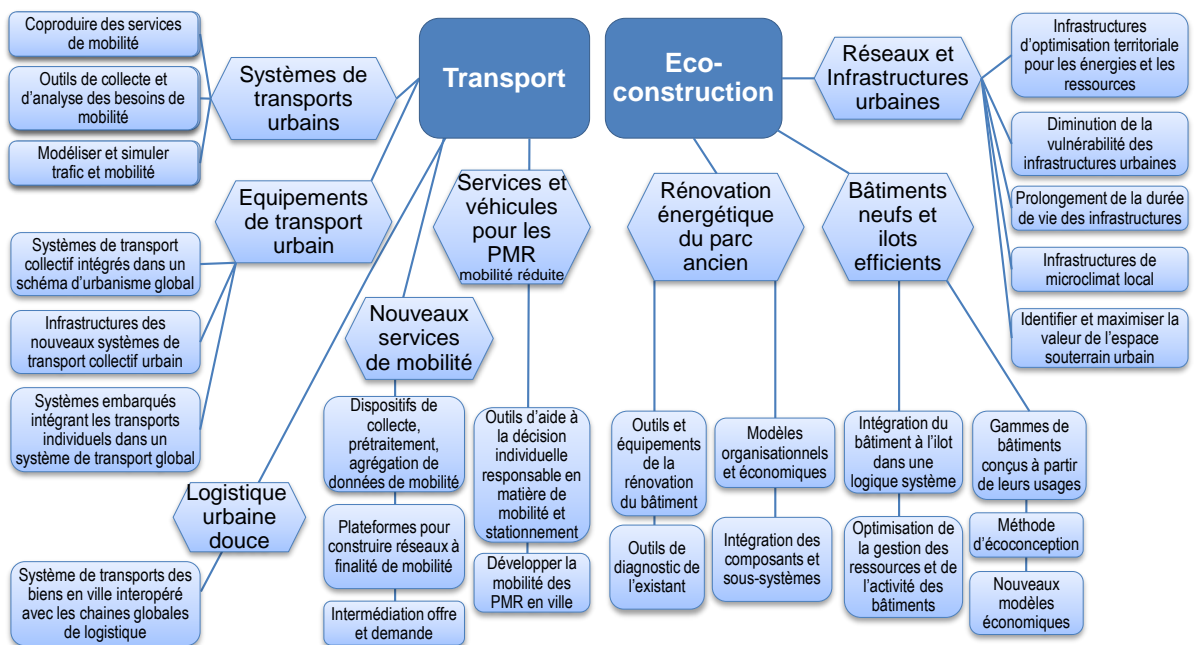 Transport
Systèmes de
transports
urbains
Coproduire des services
de mobilité
Outils de collecte et
d'analyse des besoins de
mobilité
Modéliser et simuler
trafic et mobilité
Equipements
de transport
urbain
Systèmes de transport
collectif intégrés dans un
schéma d'urbanisme global
Infrastructures des
nouveaux systèmes de
transport collectif urbain
Systèmes embarqués
intégrant les transports
individuels dans un
système de transport global
Logistique
urbaine
douce
Système de transports des
biens en ville interopéré
avec les chaines globales
de logistique
Nouveaux
services
de mobilité
Dispositifs de
collecte,
prétraitement,
agrégation de
données de mobilité
Plateformes pour
construire réseaux à
finalité de mobilité
Intermédiation offre
et demande
Services et
véhicules
pour les
PMR
mobilité réduite
Outils d'aide à
la décision
individuelle
responsable en
matière de
mobilité et
stationnement
Développer la
mobilité des
PMR en ville
Eco-
construction
Rénovation
énergétique
du parc
ancien
Outils et
équipements
de la
rénovation
du bâtiment
Outils de
diagnostic de
l'existant
Modèles
organisationnels
et économiques
Intégration des
composants et
sous-systèmes
Bâtiments
neufs et
ilots
efficients
Intégration du
bâtiment à l'ilot
dans une
logique système
Optimisation de
la gestion des
ressources et de
l'activité des
bâtiments
Gammes de
bâtiments
conçus à partir
de leurs usages
Méthode
d'écoconception
Nouveaux
modèles
économiques
Réseaux et
Infrastructures
urbaines
Infrastructures
d'optimisation territoriale
pour les énergies et les
ressources
Diminution de la
vulnérabilité des
infrastructures urbaines
Prolongement de la durée
de vie des infrastructures
Infrastructures de
microclimat local
Identifier et maximiser la
valeur de l'espace
souterrain urbain